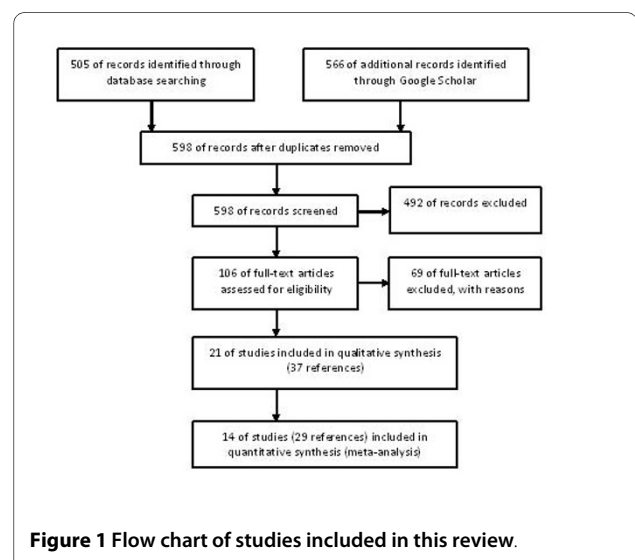 505 of records identified through
database searching
566 of additional records identified
through Google Scholar
598 of records after duplicates removed
598 of records screened
492 of records excluded
106 of full-text articles
assessed for eligibility
69 of full-text articles
excluded, with reasons
21 of studies included in qualitative synthesis
(37 references)
14 of studies (29 references) included in
quantitative synthesis (meta-analysis)
Figure 1 Flow chart of studies included in this review.